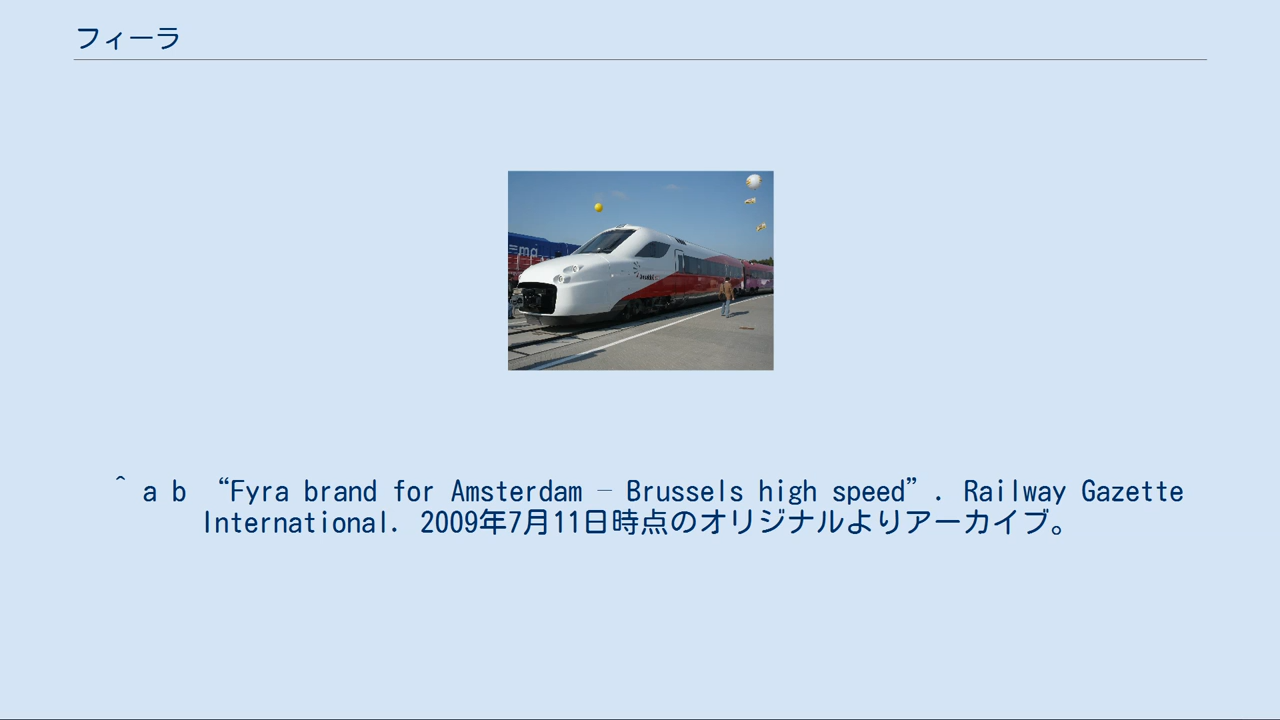 フィーラ
^ a b “Fyra brand for Amsterdam – Brussels high speed”. Railway Gazette
International. 2009年7月11日時点のオリジナルよりアーカイブ。